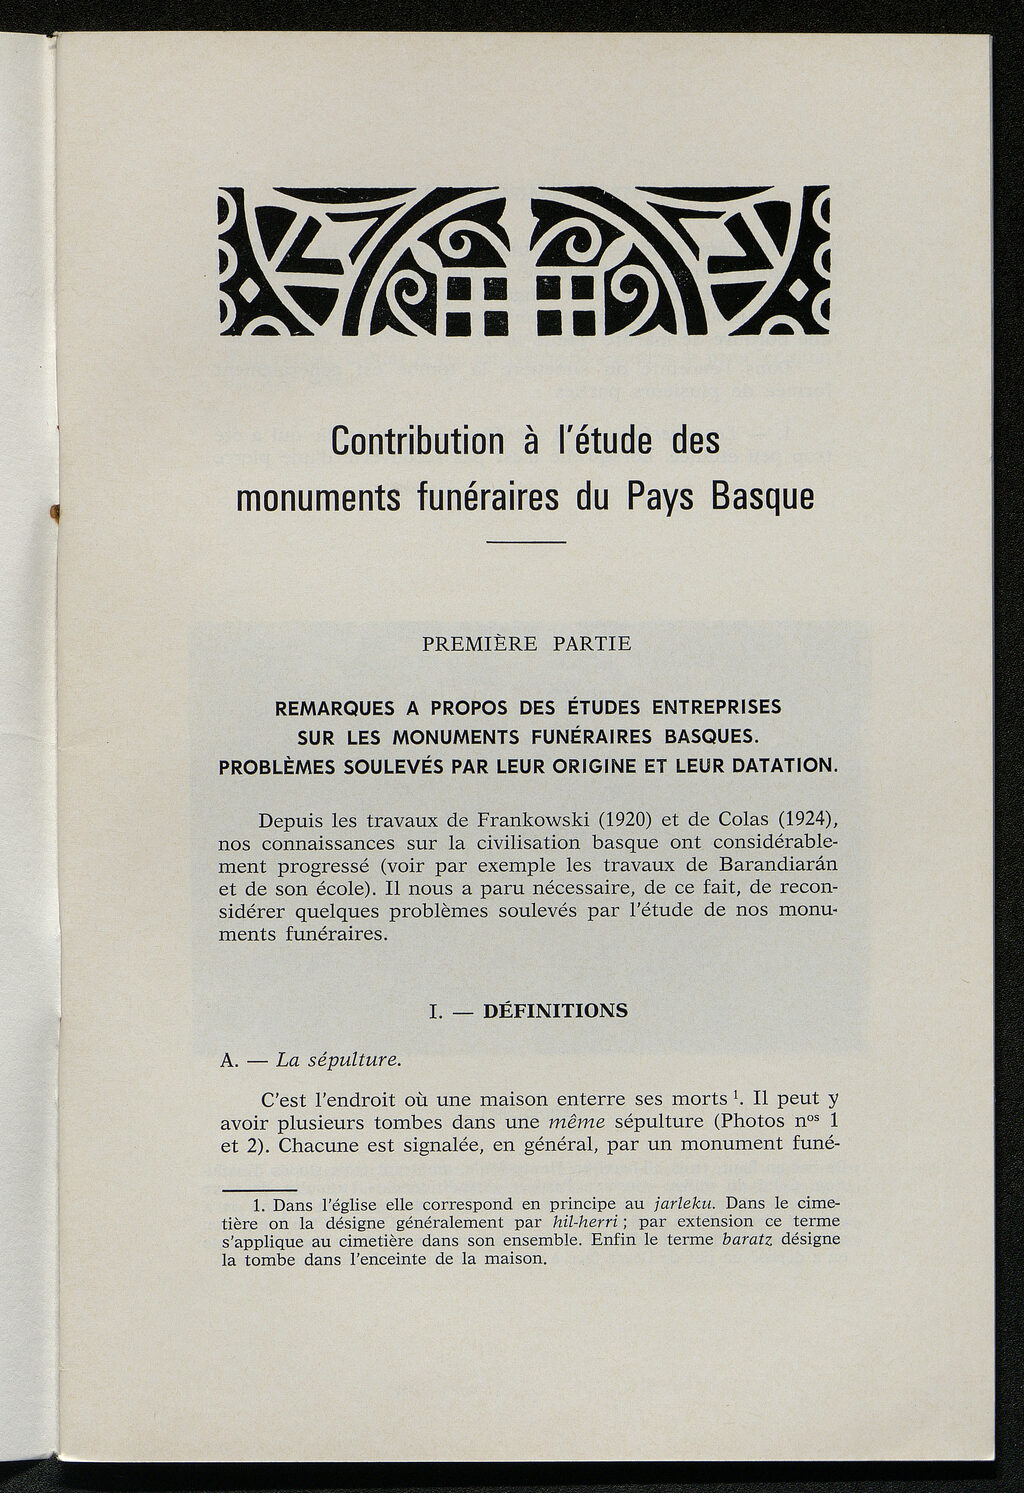 Contribution à l'étude des
monuments funéraires du Pays Basque
PREMIÈRE PARTIE
REMARQUES A PROPOS DES ÉTUDES ENTREPRISES
SUR LES MONUMENTS FUNÉRAIRES BASQUES.
PROBLÈMES SOULEVÉS PAR LEUR ORIGINE ET LEUR DATATION.
Depuis les travaux de Frankowski (1920) et de Colas (1924),
nos connaissances sur la civilisation basque ont considérable-
ment progressé (voir par exemple les travaux de Barandiarán
et de son école). Il nous a paru nécessaire, de ce fait, de recon-
sidérer quelques problèmes soulevés par l'étude de nos monu-
ments funéraires.
I. — DÉFINITIONS
A. — La sépulture.
C'est l'endroit où une maison enterre ses morts ¹. Il peut y
avoir plusieurs tombes dans une même sépulture (Photos nᵒˢ 1
et 2). Chacune est signalée, en général, par un monument funé-
1. Dans l'église elle correspond en principe au jarleku. Dans le cime-
tière on la désigne généralement par hil-herri ; par extension ce terme
s'applique au cimetière dans son ensemble. Enfin le terme baratz désigne
la tombe dans l'enceinte de la maison.